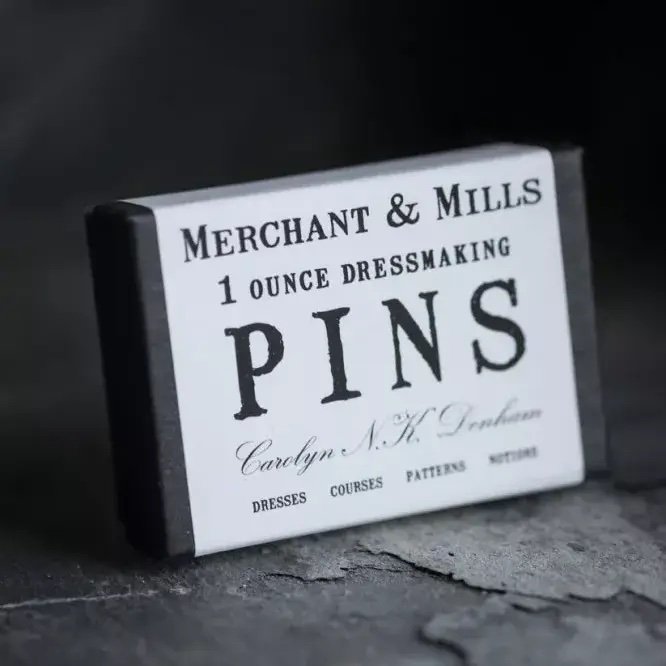 MERCHANT & MILLS
1 OUNCE DRESSMAKING
PINS
Carolyn N.K. Denham
DRESSES COURSES PATTERNS NOTIONS